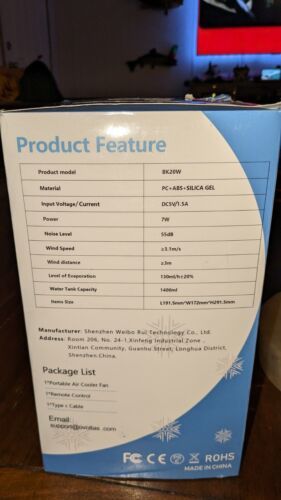 Product Feature
Product model BK20W
Material PC+ABS+SILICA GEL
Input Voltage/Current DC5V/1.5A
Power 7W
Noise Level 55dB
Wind Speed ≥3.1m/s
Wind distance ≥3m
Level of Evaporation 130ml/h±20%
Water Tank Capacity 1400ml
Items Size L191.5mm*W172mm*H291.5mm
Manufacturer: Shenzhen Weibo Rui Technology Co., Ltd.
Address: Room 206, No. 24-1,Xinfeng Industrial Zone ,
Xintian Community, Guanhu Street, Longhua District,
Shenzhen,China.
Package List
1*Portable Air Cooler Fan
1*Remote Control
1*Type c Cable
Email:
FC CE RoHS
MADE IN CHINA